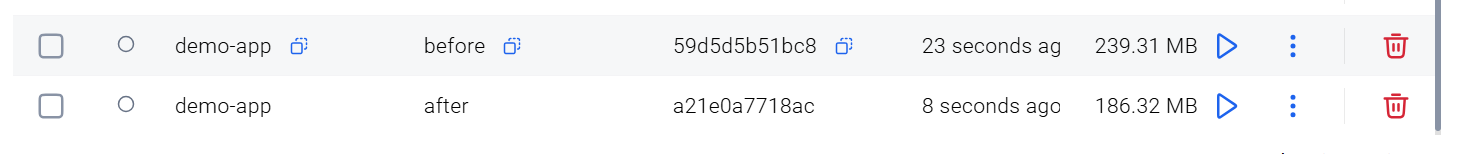 demo-app before 59d5d5b51bc8 23 seconds ag 239.31 MB
demo-app after a21e0a7718ac 8 seconds ago 186.32 MB